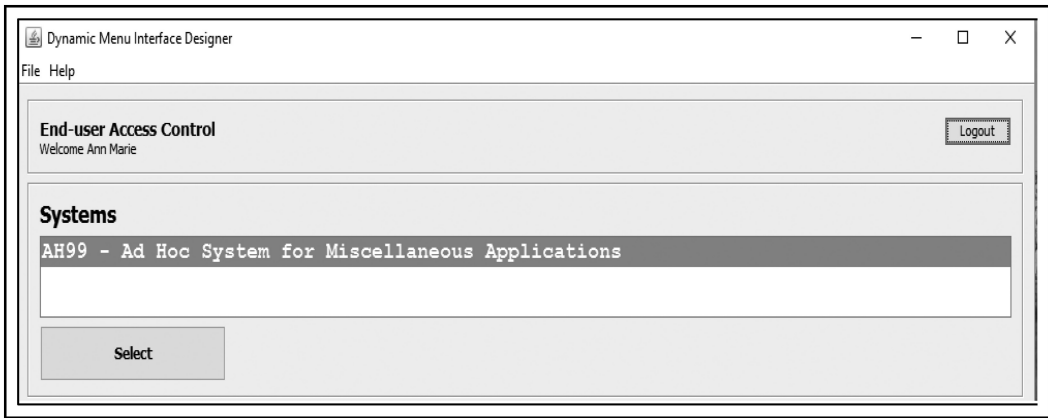 Dynamic Menu Interface Designer
File Help
End-user Access Control
Logout
Welcome Ann Marie
Systems
AH99 - Ad Hoc System for Miscellaneous Applications
Select